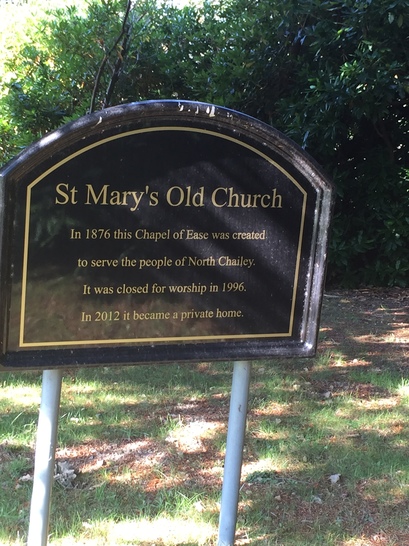 St Mary's Old Church
In 1876 this Chapel of Ease was created
to serve the people of North Chailey.
It was closed for worship in 1996.
In 2012 it became a private home.